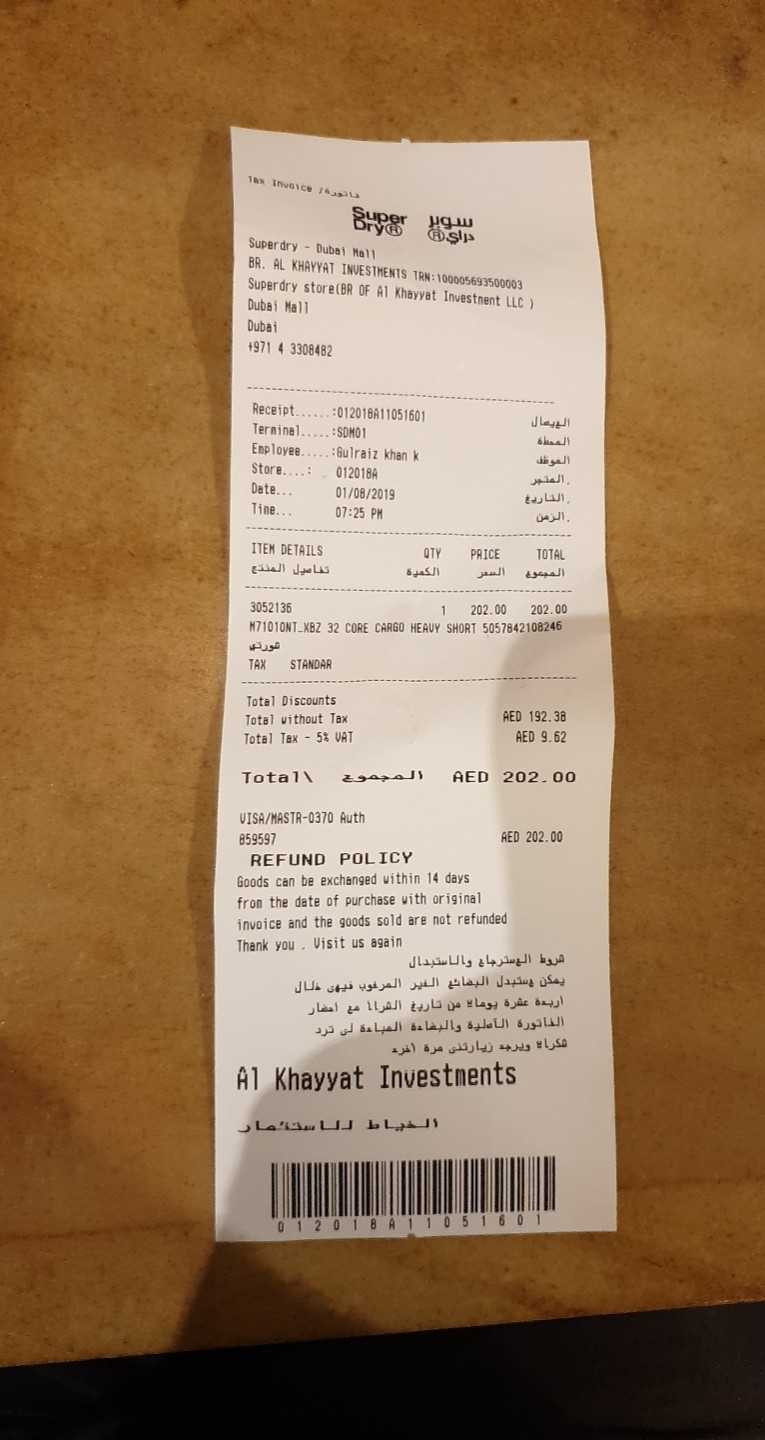 Tax Invoice /فاتورة
Super Dry® سوبر دراي®
Superdry - Dubai Mall
BR. AL KHAYYAT INVESTMENTS TRN:100005693500003
Superdry store(BR OF Al Khayyat Investment LLC )
Dubai Mall
Dubai
+971 4 3308482
Receipt......:012018A11051601 الإيصال
Terminal.....:SDM01 المحطة
Employee.....:Gulraiz khan k الموظف
Store....: 012018A المتجر.
Date... 01/08/2019 التاريخ.
Time... 07:25 PM الزمن.
ITEM DETAILS QTY PRICE TOTAL
تفاصيل المنتج الكمية السعر المجموع
3052136 1 202.00 202.00
M71010NT_XBZ 32 CORE CARGO HEAVY SHORT 5057842108246
شورتي
TAX STANDAR
Total Discounts
Total without Tax AED 192.38
Total Tax - 5% VAT AED 9.62
Total\ المجموع AED 202.00
VISA/MASTR-0370 Auth
859597 AED 202.00
REFUND POLICY
Goods can be exchanged within 14 days
from the date of purchase with original
invoice and the goods sold are not refunded
Thank you . Visit us again
شروط الإسترجاع والاستبدال
يمكن إستبدال البضائع الغير المرغوب فيهي خلال
اربعة عشرة يوما من تاريخ الشرا مع احضار
الفاتورة الأصلية والبضاعة المباعة لى ترد
شكرا ويرجى زيارتنى مرة اخرى
Al Khayyat Investments
الخياط للاستثمار
012018A11051601